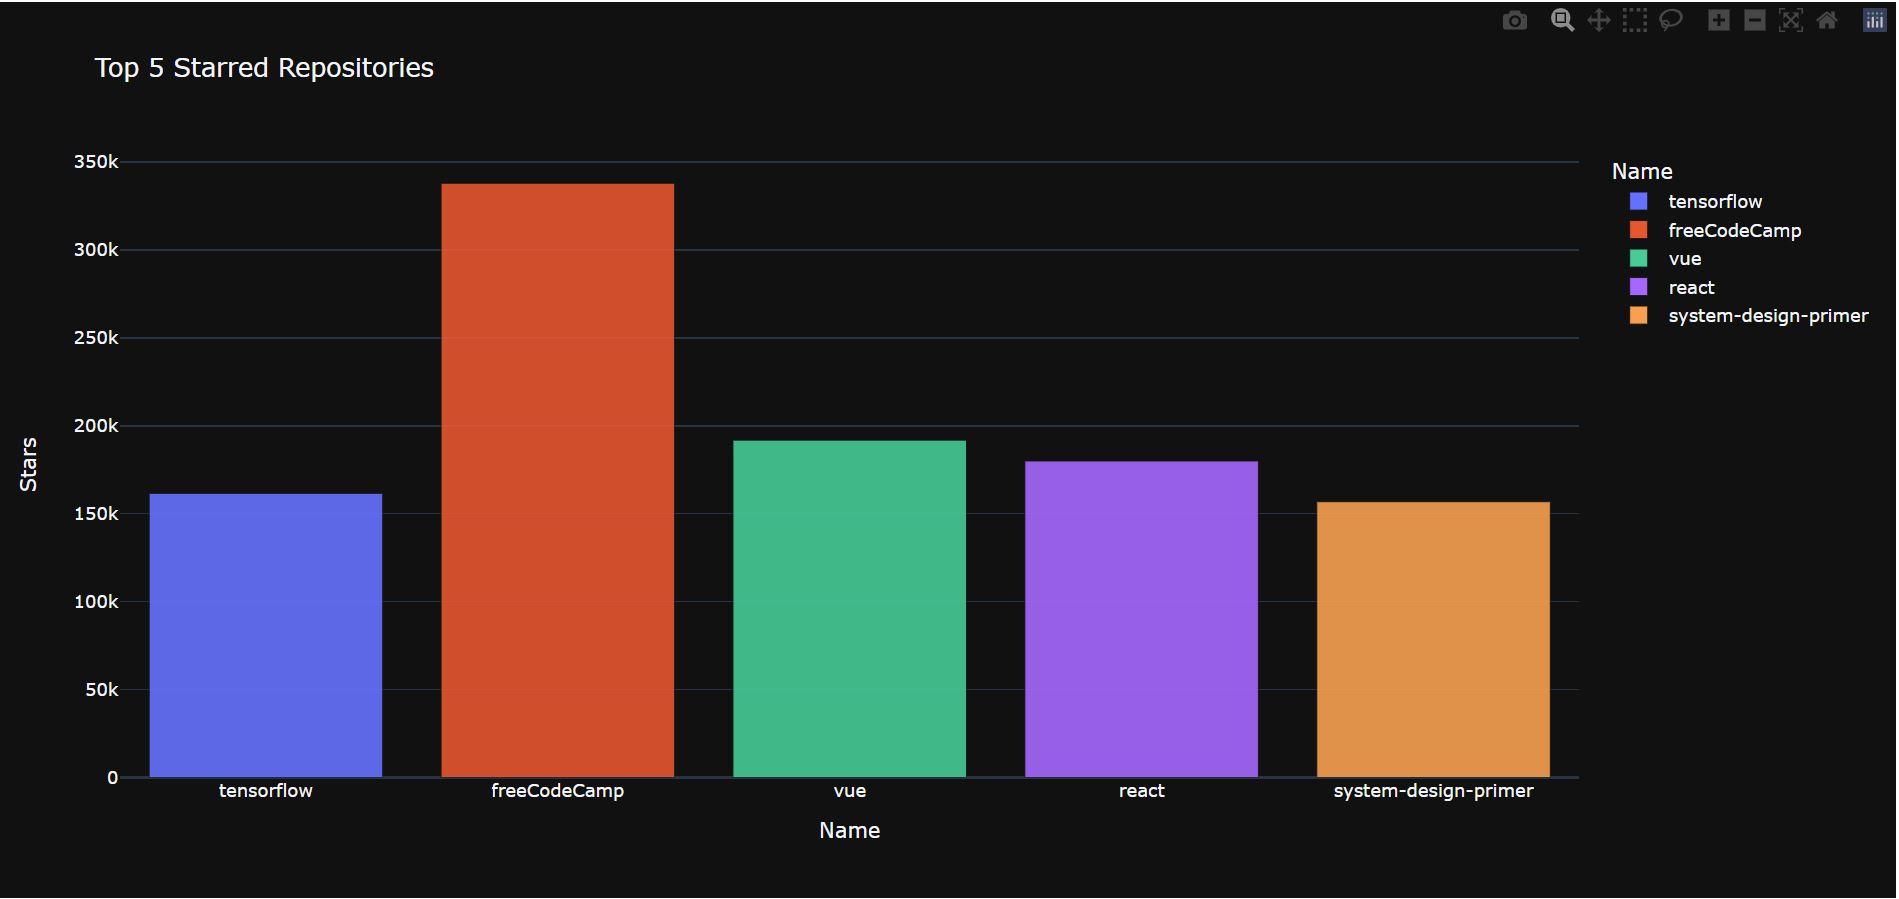 Top 5 Starred Repositories
350k
300k
250k
200k
150k
100k
50k
0
Stars
tensorflow
freeCodeCamp
vue
react
system-design-primer
Name
Name
tensorflow
freeCodeCamp
vue
react
system-design-primer